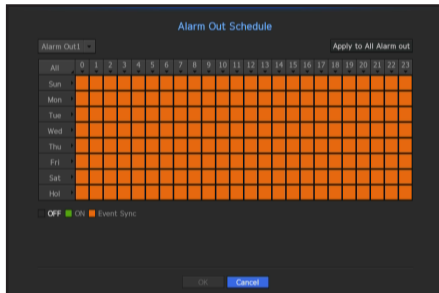 Alarm Out Schedule
Alarm Out1 Apply to All Alarm out
All 0 1 2 3 4 5 6 7 8 9 10 11 12 13 14 15 16 17 18 19 20 21 22 23
Sun
Mon
Tue
Wed
Thu
Fri
Sat
Hol
OFF ON Event Sync
OK Cancel